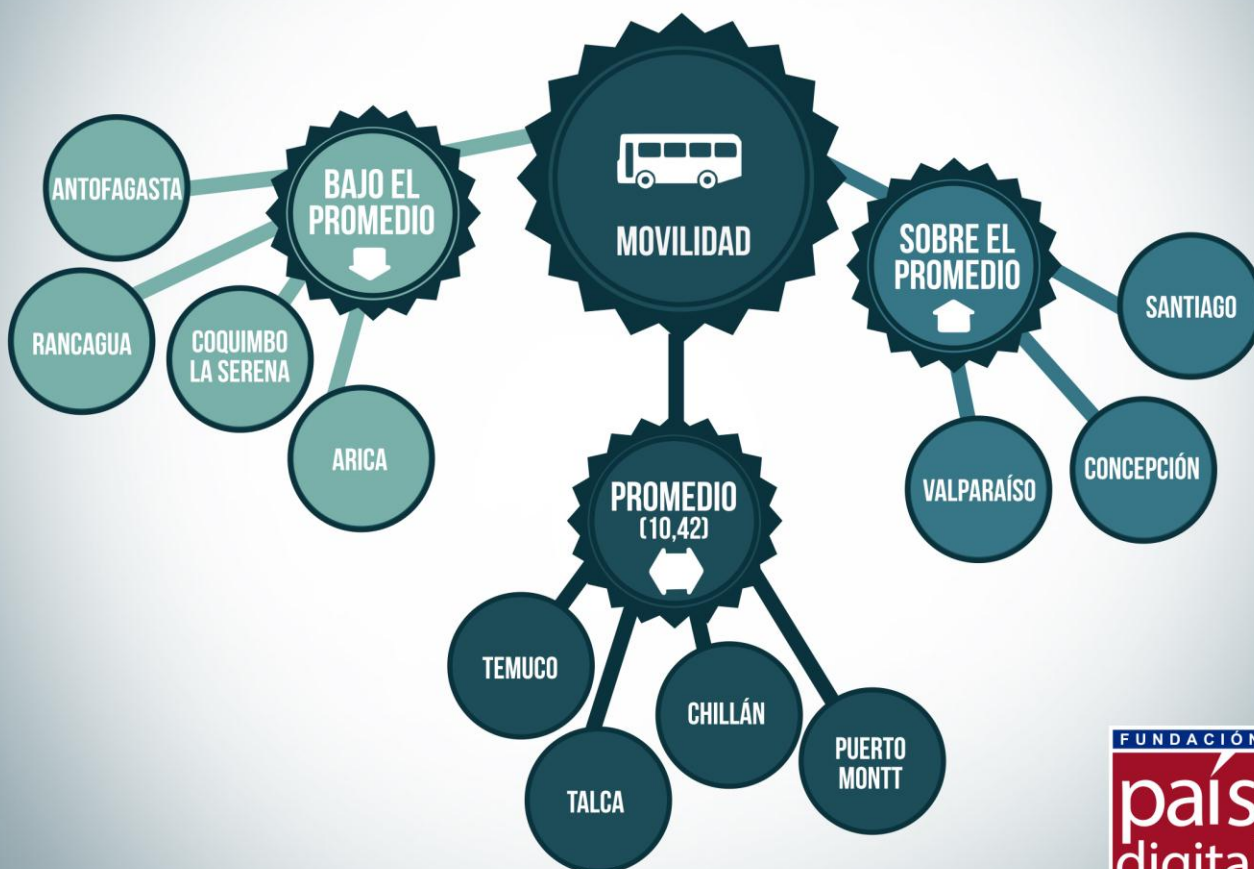 MOVILIDAD
BAJO EL
PROMEDIO
ANTOFAGASTA
RANCAGUA
COQUIMBO
LA SERENA
ARICA
SOBRE EL
PROMEDIO
SANTIAGO
CONCEPCIÓN
VALPARAÍSO
PROMEDIO
(10,42)
TEMUCO
TALCA
CHILLÁN
PUERTO
MONTT
FUNDACIÓN
país
digital